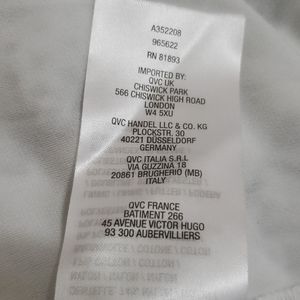 A352208
965622
RN 81893
IMPORTED BY:
QVC UK
CHISWICK PARK
566 CHISWICK HIGH ROAD
LONDON
W4 5XU
QVC HANDEL LLC & CO. KG
PLOCKSTR. 30
40221 DÜSSELDORF
GERMANY
QVC ITALIA S.R.L
VIA GUZZINA 18
20861 BRUGHERIO (MB)
ITALY
QVC FRANCE
BATIMENT 266
45 AVENUE VICTOR HUGO
93 300 AUBERVILLIERS